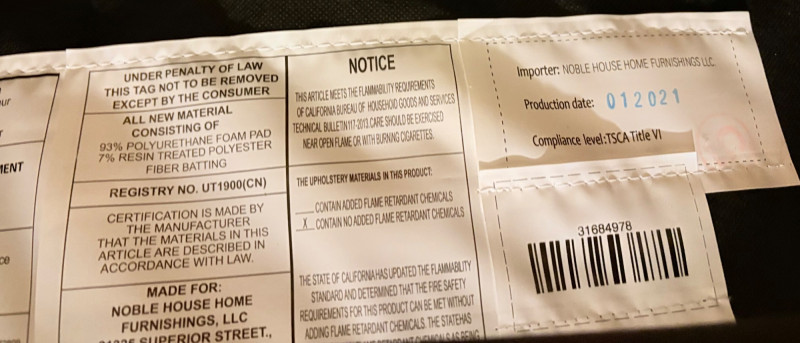 UNDER PENALTY OF LAW
THIS TAG NOT TO BE REMOVED
EXCEPT BY THE CONSUMER
ALL NEW MATERIAL
CONSISTING OF
93% POLYURETHANE FOAM PAD
7% RESIN TREATED POLYESTER
FIBER BATTING
REGISTRY NO. UT1900(CN)
CERTIFICATION IS MADE BY
THE MANUFACTURER
THAT THE MATERIALS IN THIS
ARTICLE ARE DESCRIBED IN
ACCORDANCE WITH LAW.
MADE FOR:
NOBLE HOUSE HOME
FURNISHINGS, LLC
SUPERIOR STREET.,
NOTICE
THIS ARTICLE MEETS THE FLAMMABILITY REQUIREMENTS
OF CALIFORNIA BUREAU OF HOUSEHOLD GOODS AND SERVICES
TECHNICAL BULLETIN117-2013.CARE SHOULD BE EXERCISED
NEAR OPEN FLAME OR WITH BURNING CIGARETTES.
THE UPHOLSTERY MATERIALS IN THIS PRODUCT:
___CONTAIN ADDED FLAME RETARDANT CHEMICALS
_X_CONTAIN NO ADDED FLAME RETARDANT CHEMICALS
THE STATE OF CALIFORNIA HAS UPDATED THE FLAMMABILITY
STANDARD AND DETERMINED THAT THE FIRE SAFETY
REQUIREMENTS FOR THIS PRODUCT CAN BE MET WITHOUT
ADDING FLAME RETARDANT CHEMICALS. THE STATEHAS
RETARDANT CHEMICALS AS BEING
Importer: NOBLE HOUSE HOME FURNISHINGS LLC.
Production date: 012021
Compliance level:TSCA Title VI
31684978